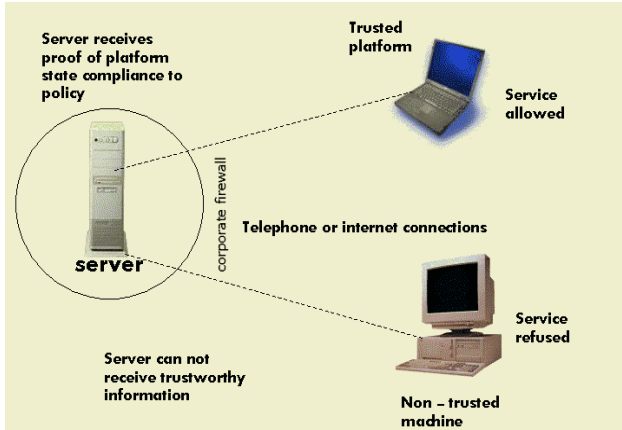 Server receives
proof of platform
state compliance to
policy
Trusted
platform
Service
allowed
corporate firewall
Telephone or internet connections
server
Service
refused
Server can not
receive trustworthy
information
Non – trusted
machine